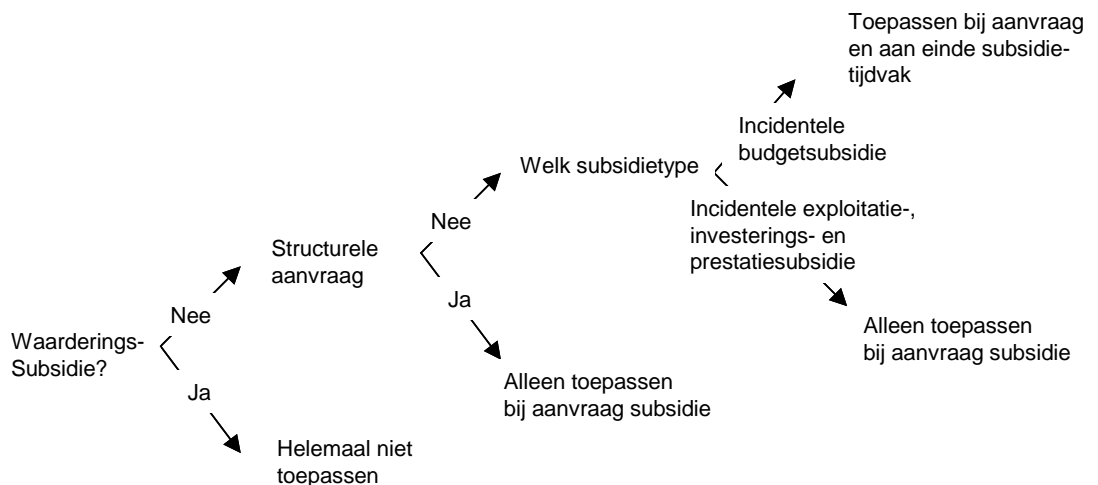 Toepassen bij aanvraag
en aan einde subsidie-
tijdvak
Incidentele
budgetsubsidie
Welk subsidietype
Incidentele exploitatie-,
investerings- en
prestatiesubsidie
Nee
Structurele
aanvraag
Ja
Nee
Alleen toepassen
bij aanvraag subsidie
Waarderings-
Subsidie?
Alleen toepassen
bij aanvraag subsidie
Ja
Helemaal niet
toepassen